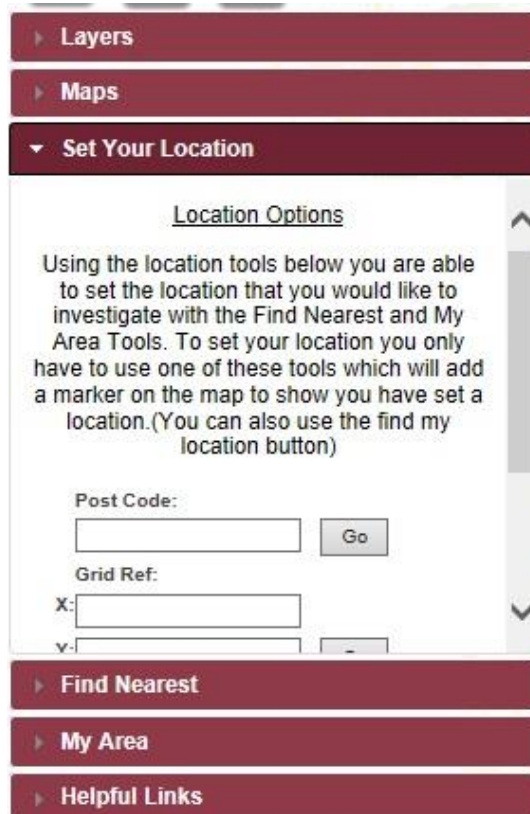 Layers
Maps
Set Your Location
Location Options
Using the location tools below you are able
to set the location that you would like to
investigate with the Find Nearest and My
Area Tools. To set your location you only
have to use one of these tools which will add
a marker on the map to show you have set a
location.(You can also use the find my
location button)
Post Code:
Go
Grid Ref:
X:
Y:
Find Nearest
My Area
Helpful Links